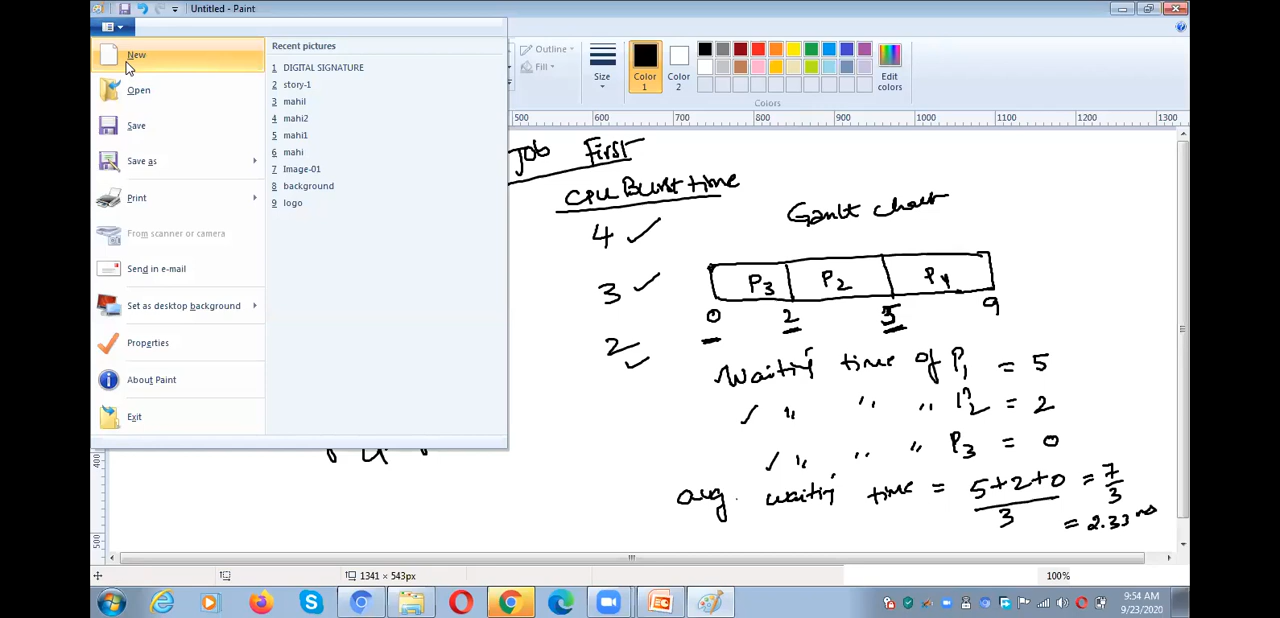 Untitled - Paint
New
Open
Save
Save as
Print
From scanner or camera
Send in e-mail
Set as desktop background
Properties
About Paint
Exit
Recent pictures
1 DIGITAL SIGNATURE
2 story-1
3 mahil
4 mahi2
5 mahi1
6 mahi
7 Image-01
8 background
9 logo
Outline
Fill
Size
Color 1
Color 2
Edit colors
Colors
500 600 700 800 900 1000 1100 1200 1300
400
500
Job First
CPU Burst time
4
3
2
Gantt chart
P3 P2 P1
0 2 5 9
Waiting time of P1 = 5
" " " P2 = 2
" " " P3 = 0
avg. waiting time = 5+2+0/3 = 7/3
= 2.33 ms
1341 × 543px
100%
9:54 AM
9/23/2020